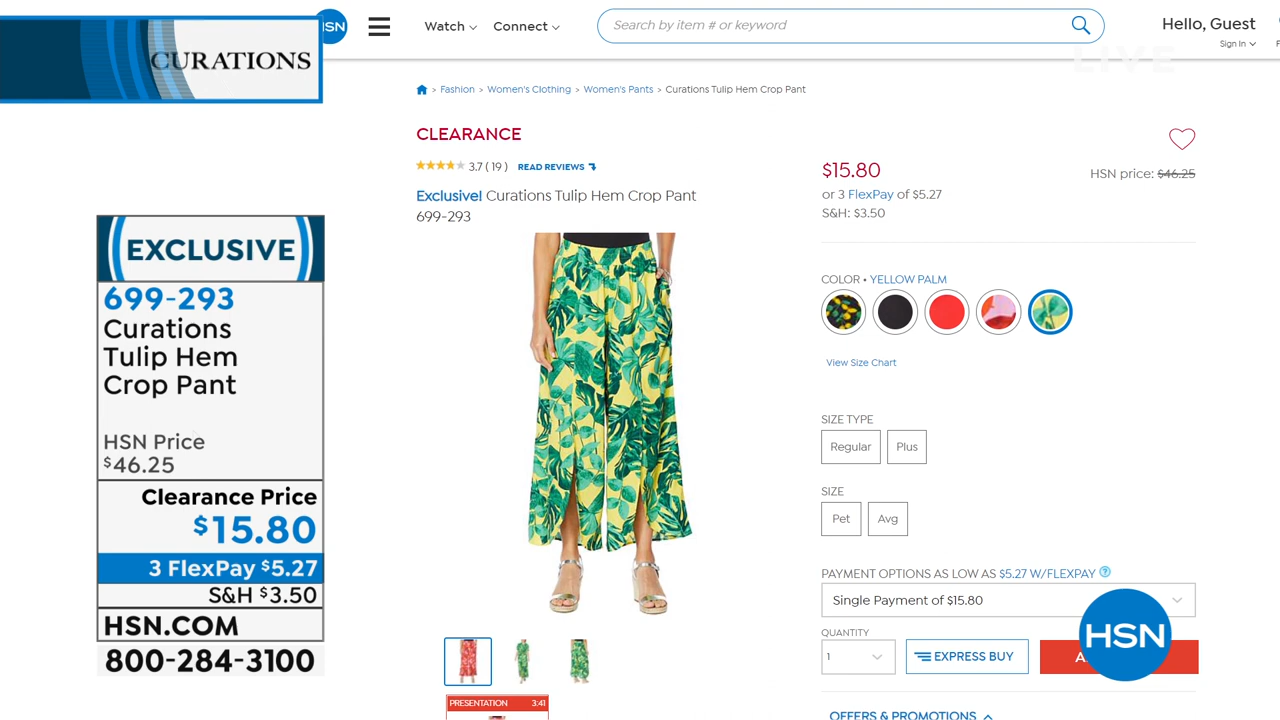 CURATIONS
HSN
Watch
Connect
Search by item # or keyword
Hello, Guest
Sign In
LIVE
> Fashion > Women's Clothing > Women's Pants > Curations Tulip Hem Crop Pant
CLEARANCE
3.7 ( 19 ) READ REVIEWS
Exclusive! Curations Tulip Hem Crop Pant
699-293
$15.80
HSN price: $46.25
or 3 FlexPay of $5.27
S&H: $3.50
COLOR • YELLOW PALM
View Size Chart
SIZE TYPE
Regular
Plus
SIZE
Pet
Avg
PAYMENT OPTIONS AS LOW AS $5.27 W/FLEXPAY ?
Single Payment of $15.80
QUANTITY
1
EXPRESS BUY
HSN
OFFERS & PROMOTIONS
PRESENTATION 3:41
EXCLUSIVE
699-293
Curations
Tulip Hem
Crop Pant
HSN Price
$46.25
Clearance Price
$15.80
3 FlexPay $5.27
S&H $3.50
HSN.COM
800-284-3100